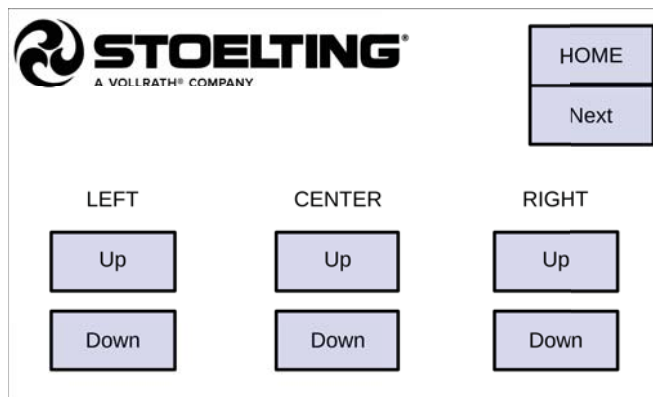 STOELTING®
A VOLLRATH® COMPANY
HOME
Next
LEFT CENTER RIGHT
Up Up Up
Down Down Down